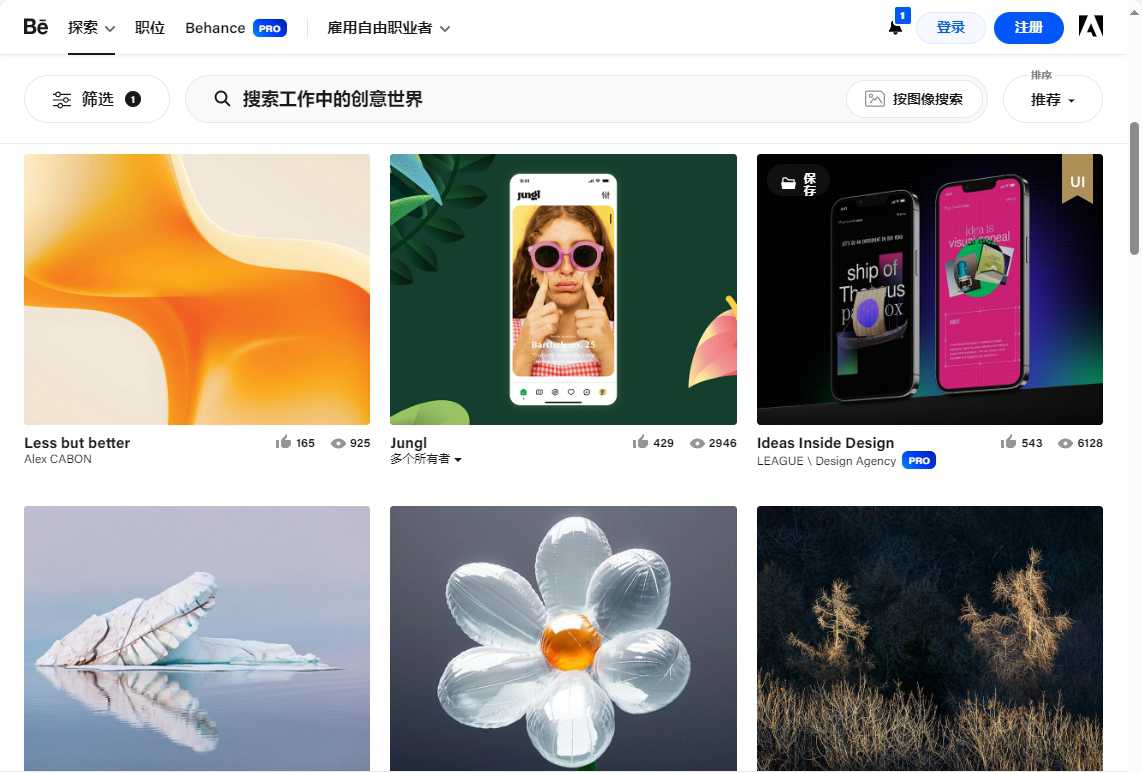 Bē
探索
职位
Behance PRO
雇用自由职业者
1
登录
注册
筛选 1
搜索工作中的创意世界
按图像搜索
排序
推荐
jungl
Barthelemy, 25
保存
UI
ship of
Theseus
paradox
idea is
visual appeal
Less but better
165 925
Alex CABON
Jungl
429 2946
多个所有者
Ideas Inside Design
543 6128
LEAGUE \ Design Agency PRO